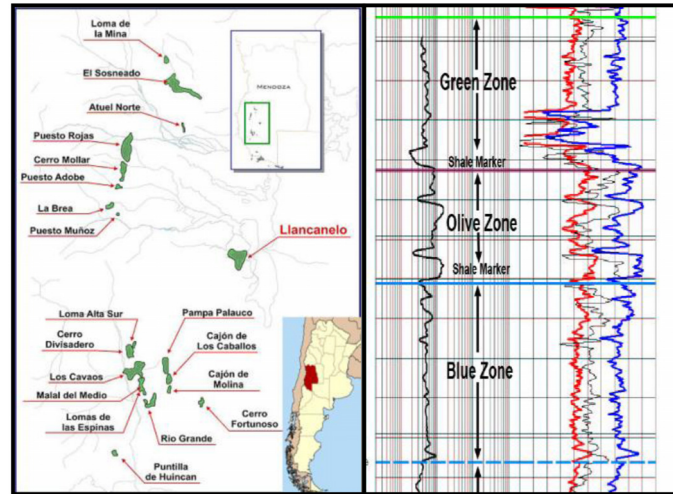 Loma de
la Mina
El Sosneado
MENDOZA
Atuel Norte
Puesto Rojas
Cerro Mollar
Puesto Adobe
La Brea
Puesto Muñoz
Llancanelo
Loma Alta Sur
Pampa Palauco
Cerro
Divisadero
Cajón de
Los Caballos
Los Cavaos
Cajón de
Molina
Malal del Medio
Lomas de
las Espinas
Rio Grande
Cerro
Fortunoso
Puntilla
de Huincan
Green Zone
Shale Marker
Olive Zone
Shale Marker
Blue Zone